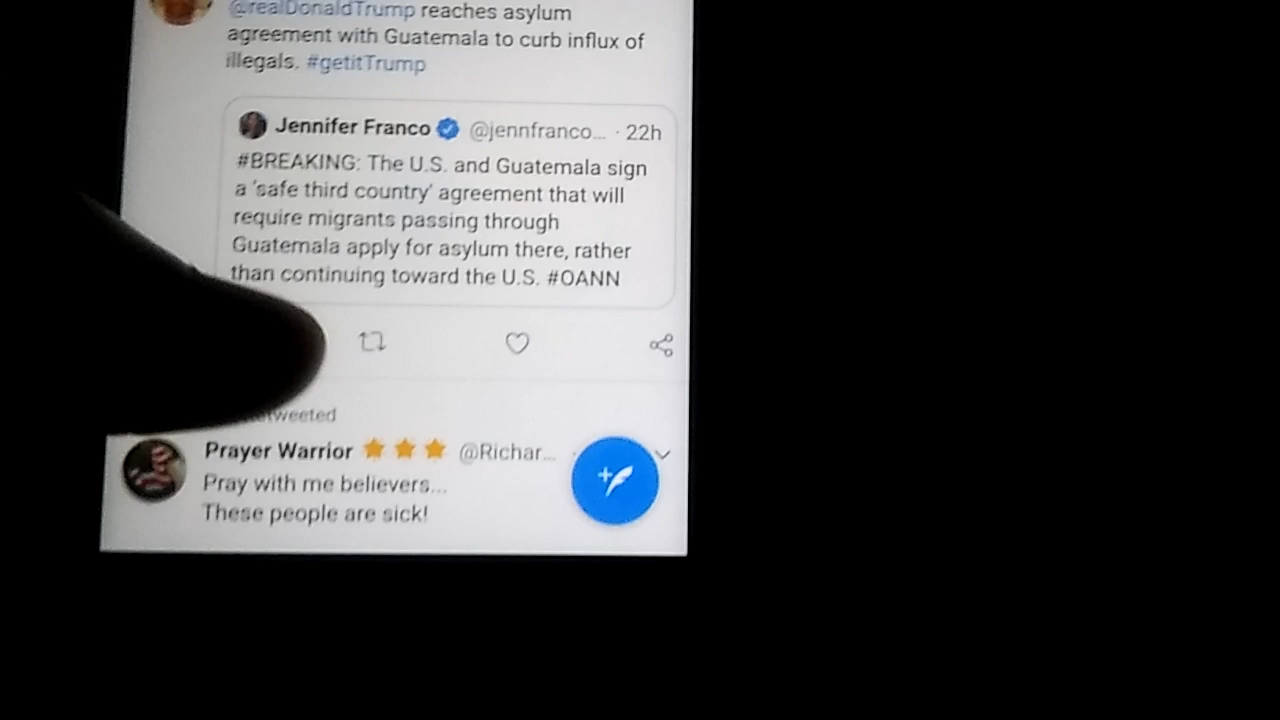 @realDonaldTrump reaches asylum
agreement with Guatemala to curb influx of
illegals. #getitTrump
Jennifer Franco @jennfranco... · 22h
#BREAKING: The U.S. and Guatemala sign
a 'safe third country' agreement that will
require migrants passing through
Guatemala apply for asylum there, rather
than continuing toward the U.S. #OANN
Prayer Warrior @Richar...
Pray with me believers...
These people are sick!